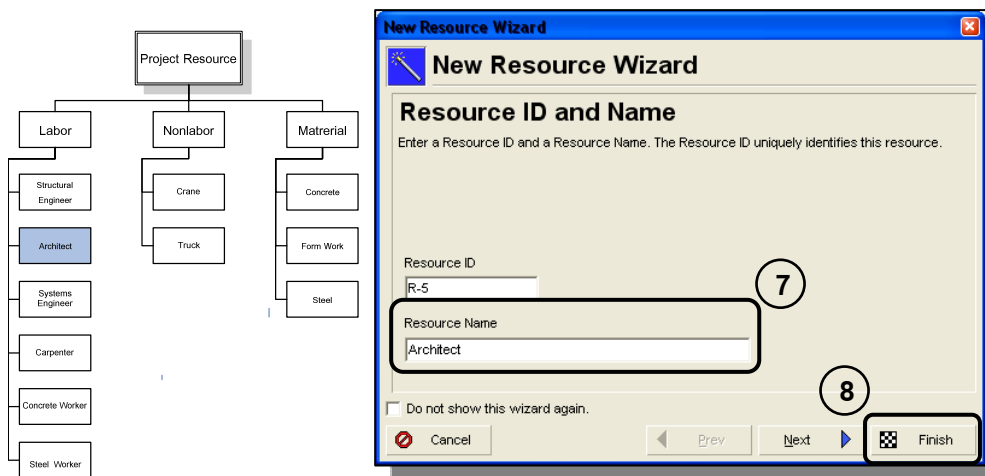 Project Resource
Labor
Nonlabor
Matrerial
Structural
Engineer
Crane
Concrete
Architect
Truck
Form Work
Systems
Engineer
Steel
Carpenter
Concrete Worker
Steel Worker
New Resource Wizard
New Resource Wizard
Resource ID and Name
Enter a Resource ID and a Resource Name. The Resource ID uniquely identifies this resource.
Resource ID
R-5
7
Resource Name
Architect
8
Do not show this wizard again.
Cancel
Prev
Next
Finish